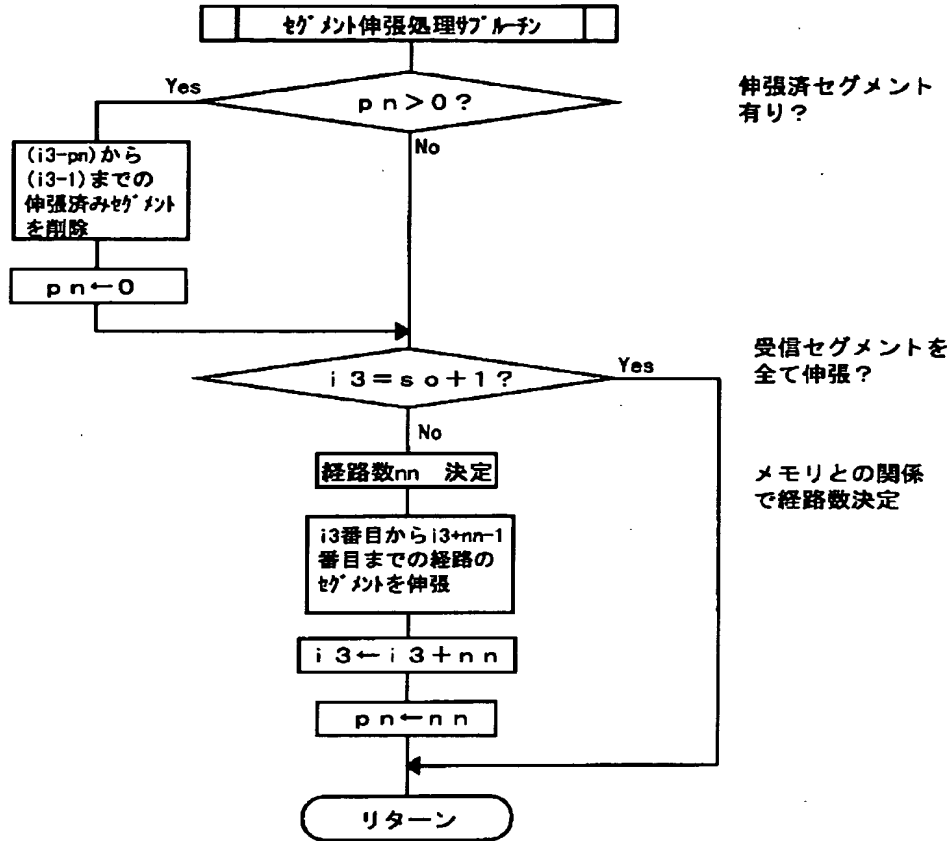 セグメント伸張処理サブルーチン
Yes
pn>0?
伸張済セグメント
有り?
No
(i3-pn)から
(i3-1)までの
伸張済みセグメント
を削除
pn←0
受信セグメントを
全て伸張?
i3=so+1?
Yes
No
経路数nn 決定
メモリとの関係
で経路数決定
i3番目からi3+nn-1
番目までの経路の
セグメントを伸張
i3←i3+nn
pn←nn
リターン